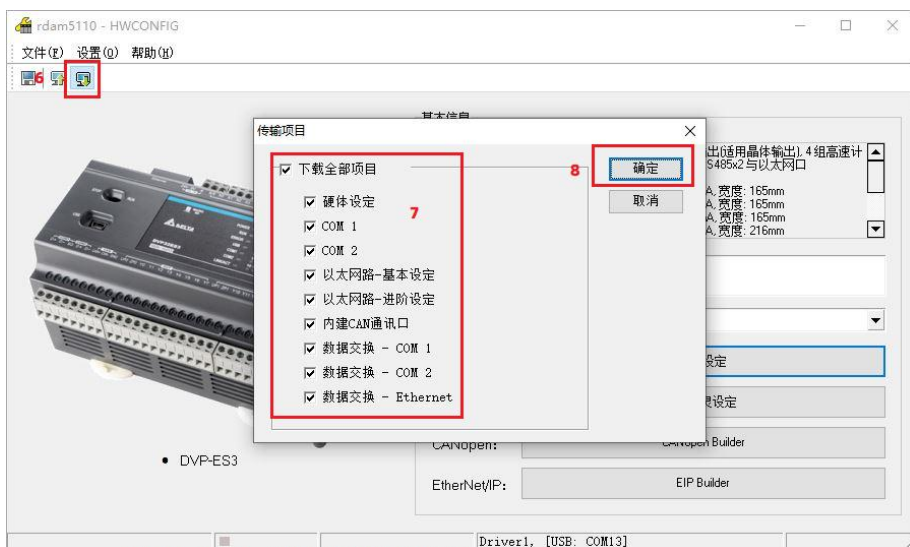 rdam5110 - HWCONFIG
文件(F) 设置(O) 帮助(H)
6
基本信息
传输项目
下载全部项目
8
确定
取消
硬体设定
7
COM 1
COM 2
以太网路-基本设定
以太网路-进阶设定
内建CAN通讯口
数据交换 - COM 1
数据交换 - COM 2
数据交换 - Ethernet
出(适用晶体输出), 4 组高速计
S485x2 与以太网口
A, 宽度: 165mm
A, 宽度: 165mm
A, 宽度: 165mm
A, 宽度: 216mm
设定
设定
CANopen:
CANopen Builder
EtherNet/IP:
EIP Builder
DELTA
DVP-ES3
Driver1, [USB: COM13]